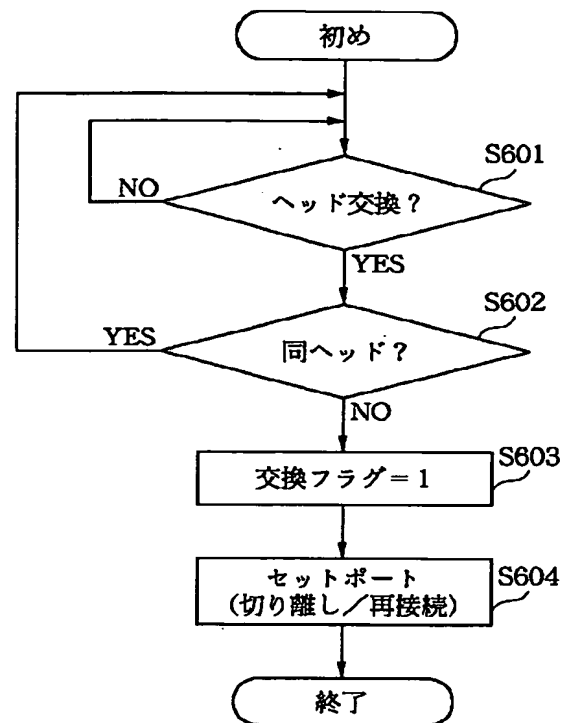 初め
S601
ヘッド交換？
NO
YES
S602
同ヘッド？
YES
NO
S603
交換フラグ＝1
S604
セットポート
(切り離し／再接続)
終了